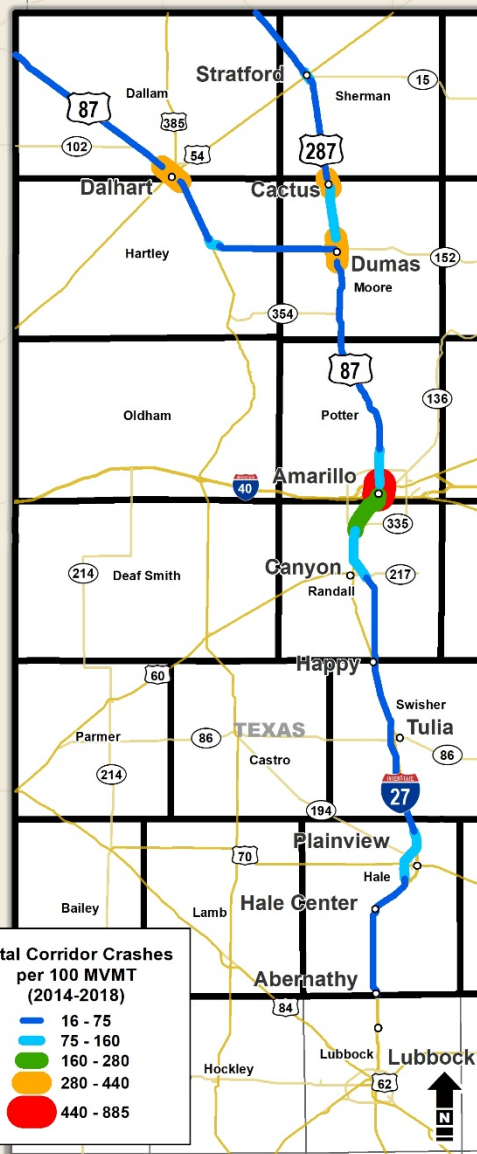 Stratford
15
Dallam
Sherman
87
385
102
54
287
Dalhart
Cactus
Hartley
Dumas
152
Moore
354
87
136
Oldham
Potter
Amarillo
INTERSTATE
40
335
Canyon
214
Deaf Smith
217
Randall
Happy
60
Swisher
TEXAS
Tulia
Parmer
86
86
Castro
214
INTERSTATE
27
194
Plainview
70
Hale
Hale Center
Bailey
Lamb
tal Corridor Crashes
per 100 MVMT
(2014-2018)
16 - 75
75 - 160
160 - 280
280 - 440
440 - 885
Abernathy
84
Lubbock
Lubbock
Hockley
62
N